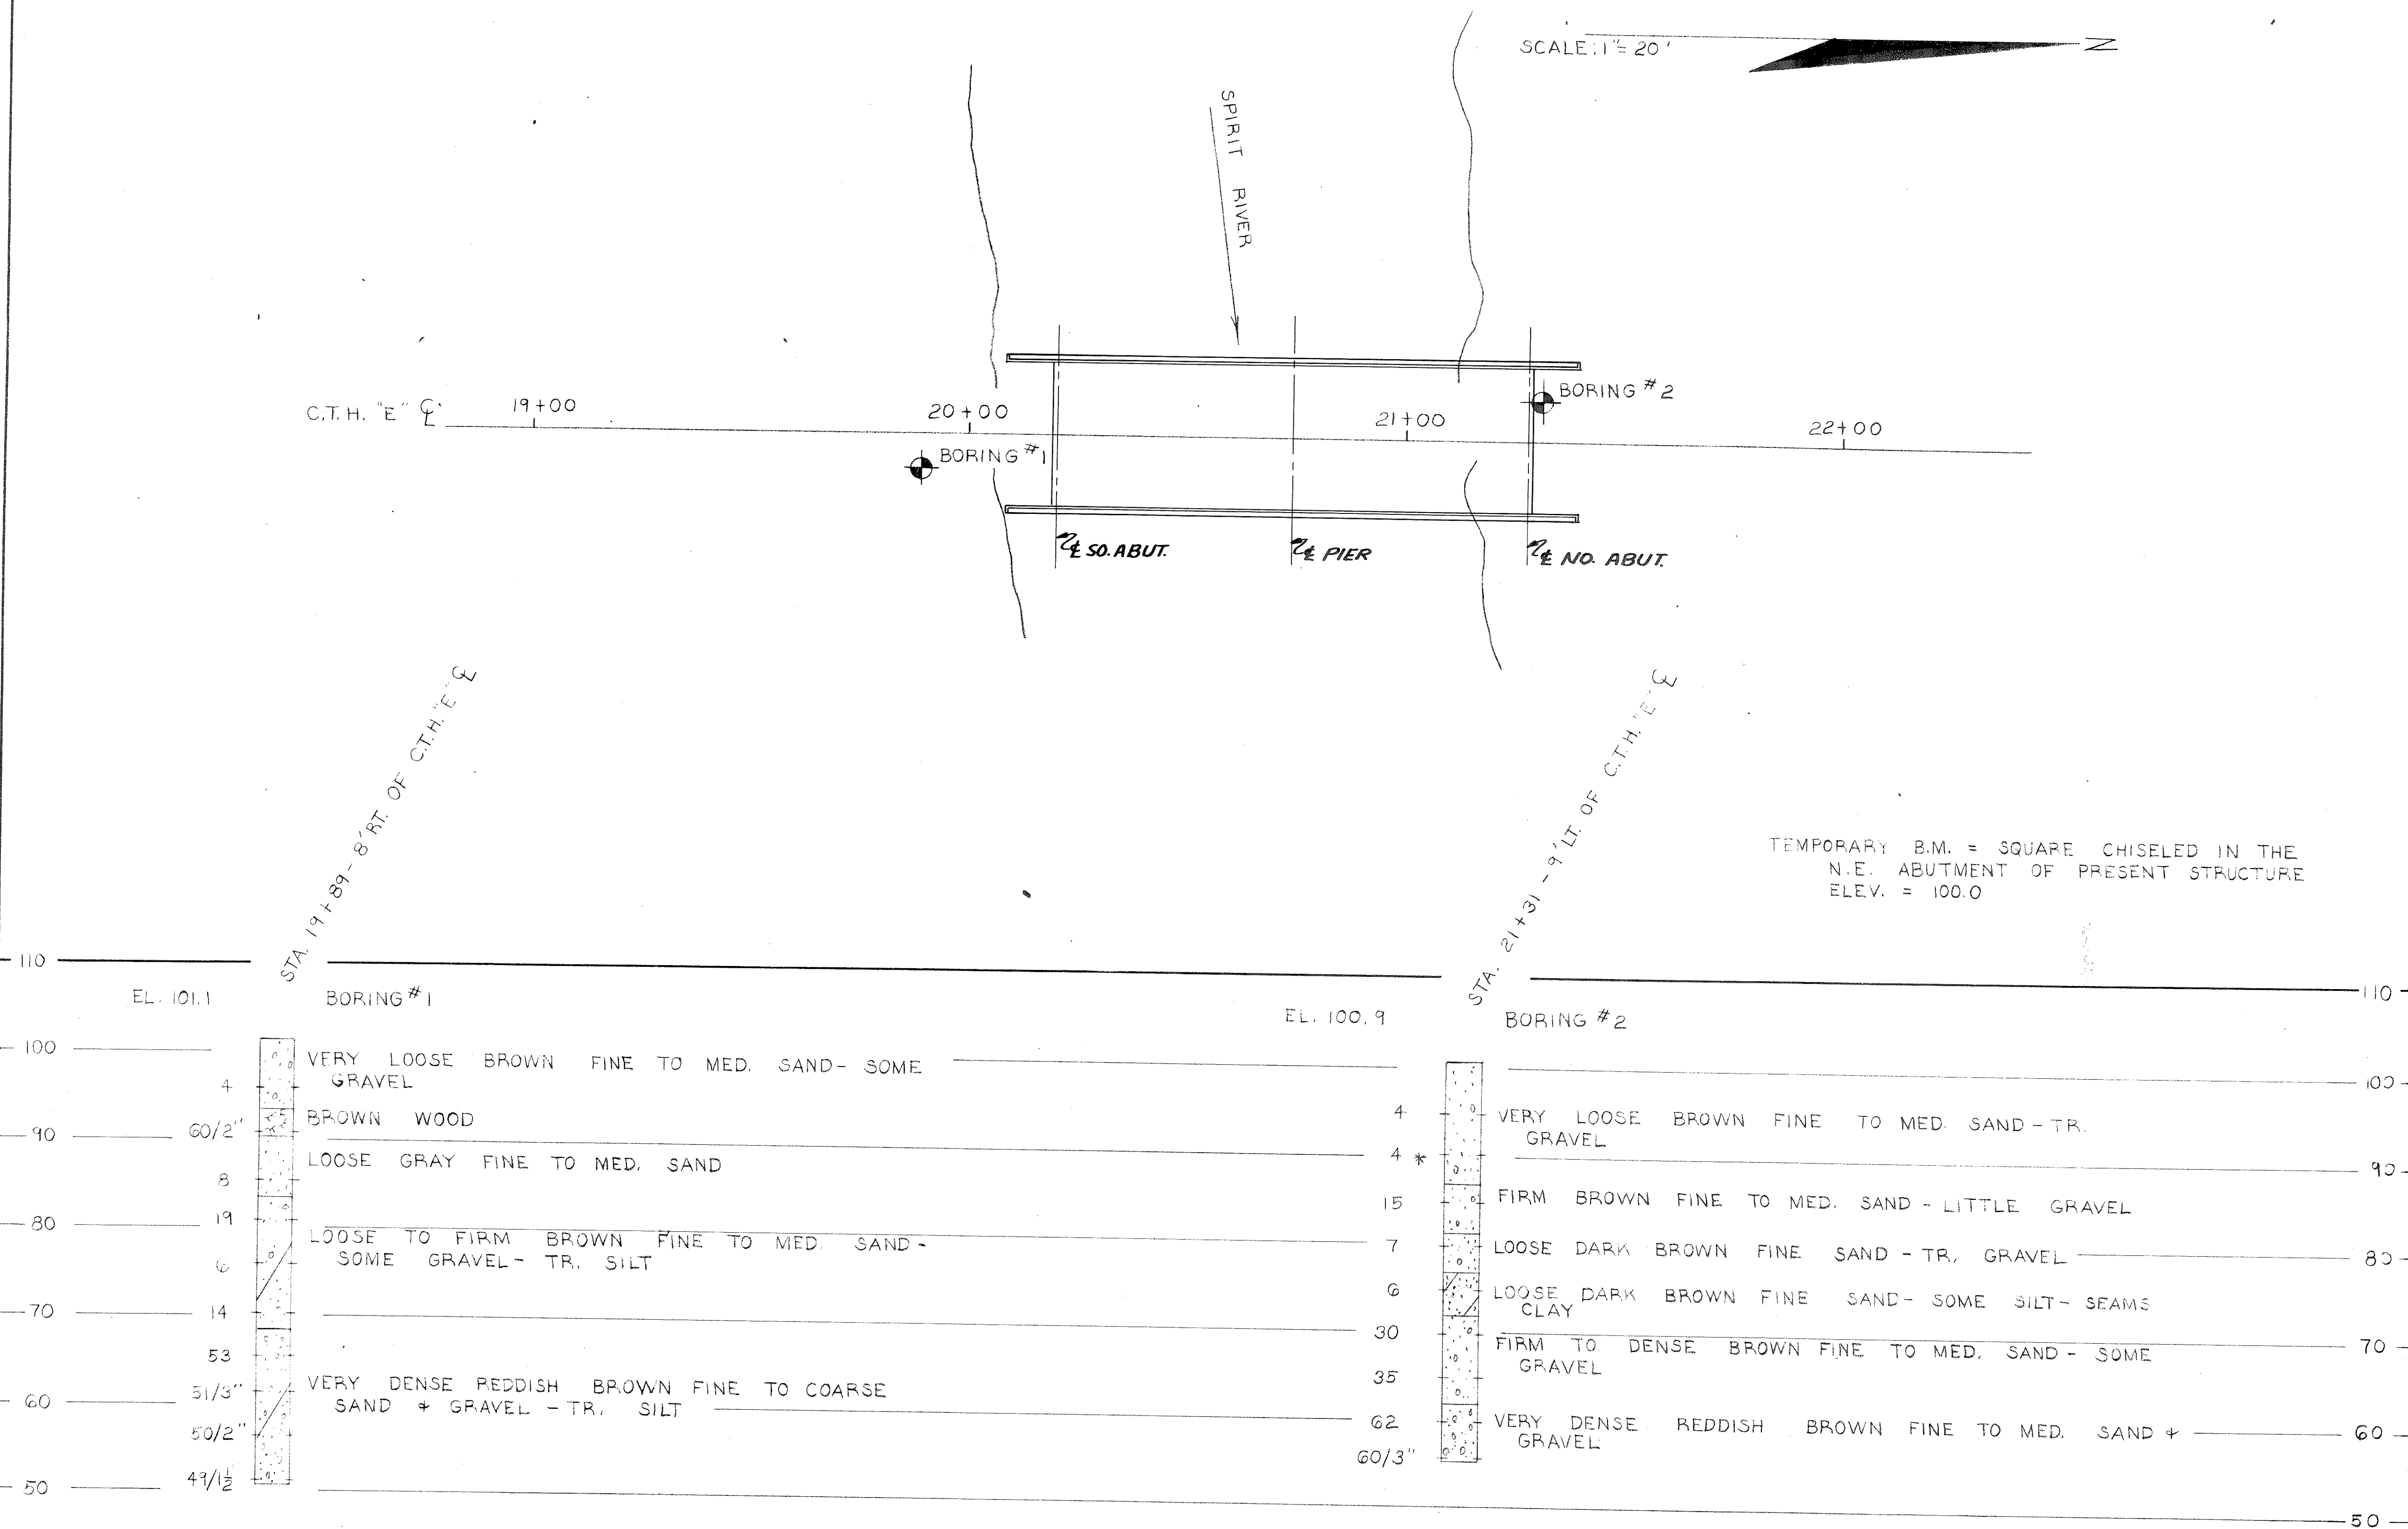 SCALE: 1"= 20'
N
SPIRIT RIVER
C.T.H. "E" ℄
19+00
20+00
21+00
22+00
BORING #2
BORING #1
℄ SO. ABUT.
℄ PIER
℄ NO. ABUT.
STA. 19+89 - 8' RT. OF C.T.H. "E" ℄
STA. 21+31 - 9' LT. OF C.T.H. "E" ℄
TEMPORARY B.M. = SQUARE CHISELED IN THE
N.E. ABUTMENT OF PRESENT STRUCTURE
ELEV. = 100.0
110
110
EL. 101.1
BORING #1
EL. 100.9
BORING #2
100
4
VERY LOOSE BROWN FINE TO MED. SAND- SOME
GRAVEL
60/2"
BROWN WOOD
90
LOOSE GRAY FINE TO MED. SAND
8
19
80
LOOSE TO FIRM BROWN FINE TO MED. SAND-
SOME GRAVEL- TR. SILT
6
70
14
53
51/3"
VERY DENSE REDDISH BROWN FINE TO COARSE
SAND & GRAVEL - TR. SILT
60
50/2"
49/1½
50
100
4
VERY LOOSE BROWN FINE TO MED. SAND - TR.
GRAVEL
4 *
90
15
FIRM BROWN FINE TO MED. SAND - LITTLE GRAVEL
7
LOOSE DARK BROWN FINE SAND - TR. GRAVEL
80
6
LOOSE DARK BROWN FINE SAND- SOME SILT- SEAMS
CLAY
30
FIRM TO DENSE BROWN FINE TO MED. SAND - SOME
GRAVEL
70
35
62
VERY DENSE REDDISH BROWN FINE TO MED. SAND &
GRAVEL
60
60/3"
50